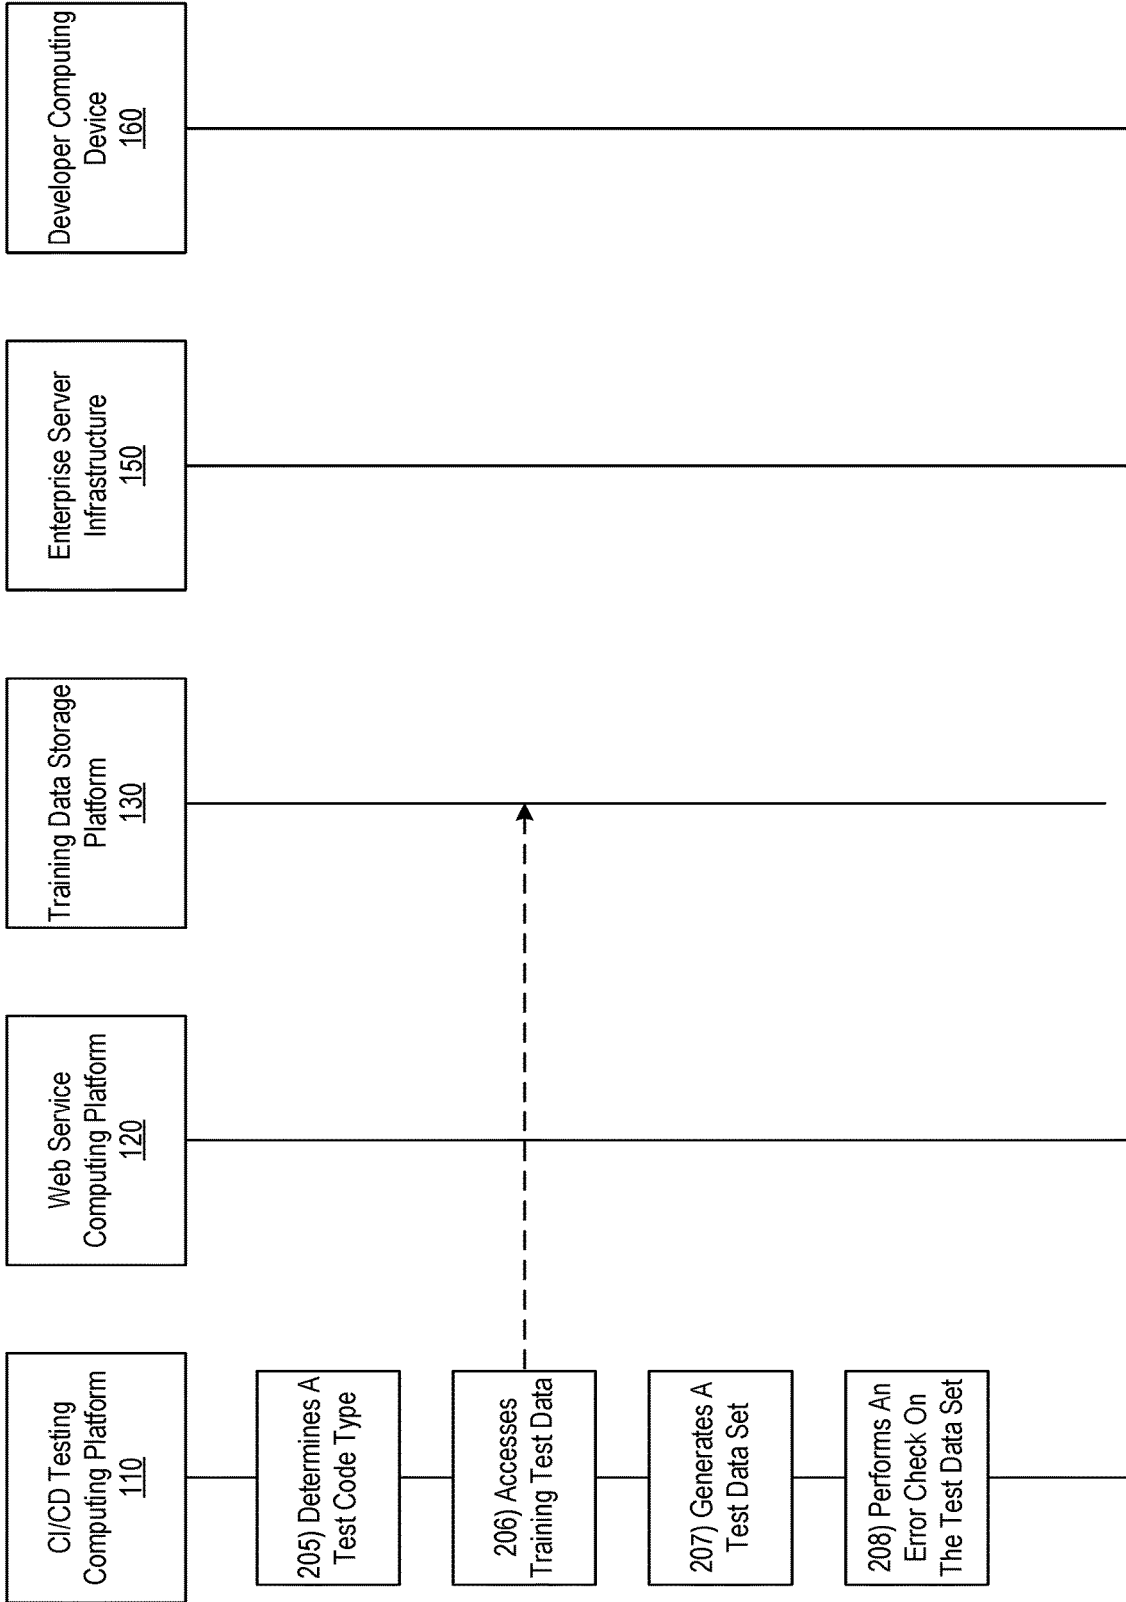 CI/CD Testing
Computing Platform
110
Web Service
Computing Platform
120
Training Data Storage
Platform
130
Enterprise Server
Infrastructure
150
Developer Computing
Device
160
205) Determines A
Test Code Type
206) Accesses
Training Test Data
207) Generates A
Test Data Set
208) Performs An
Error Check On
The Test Data Set